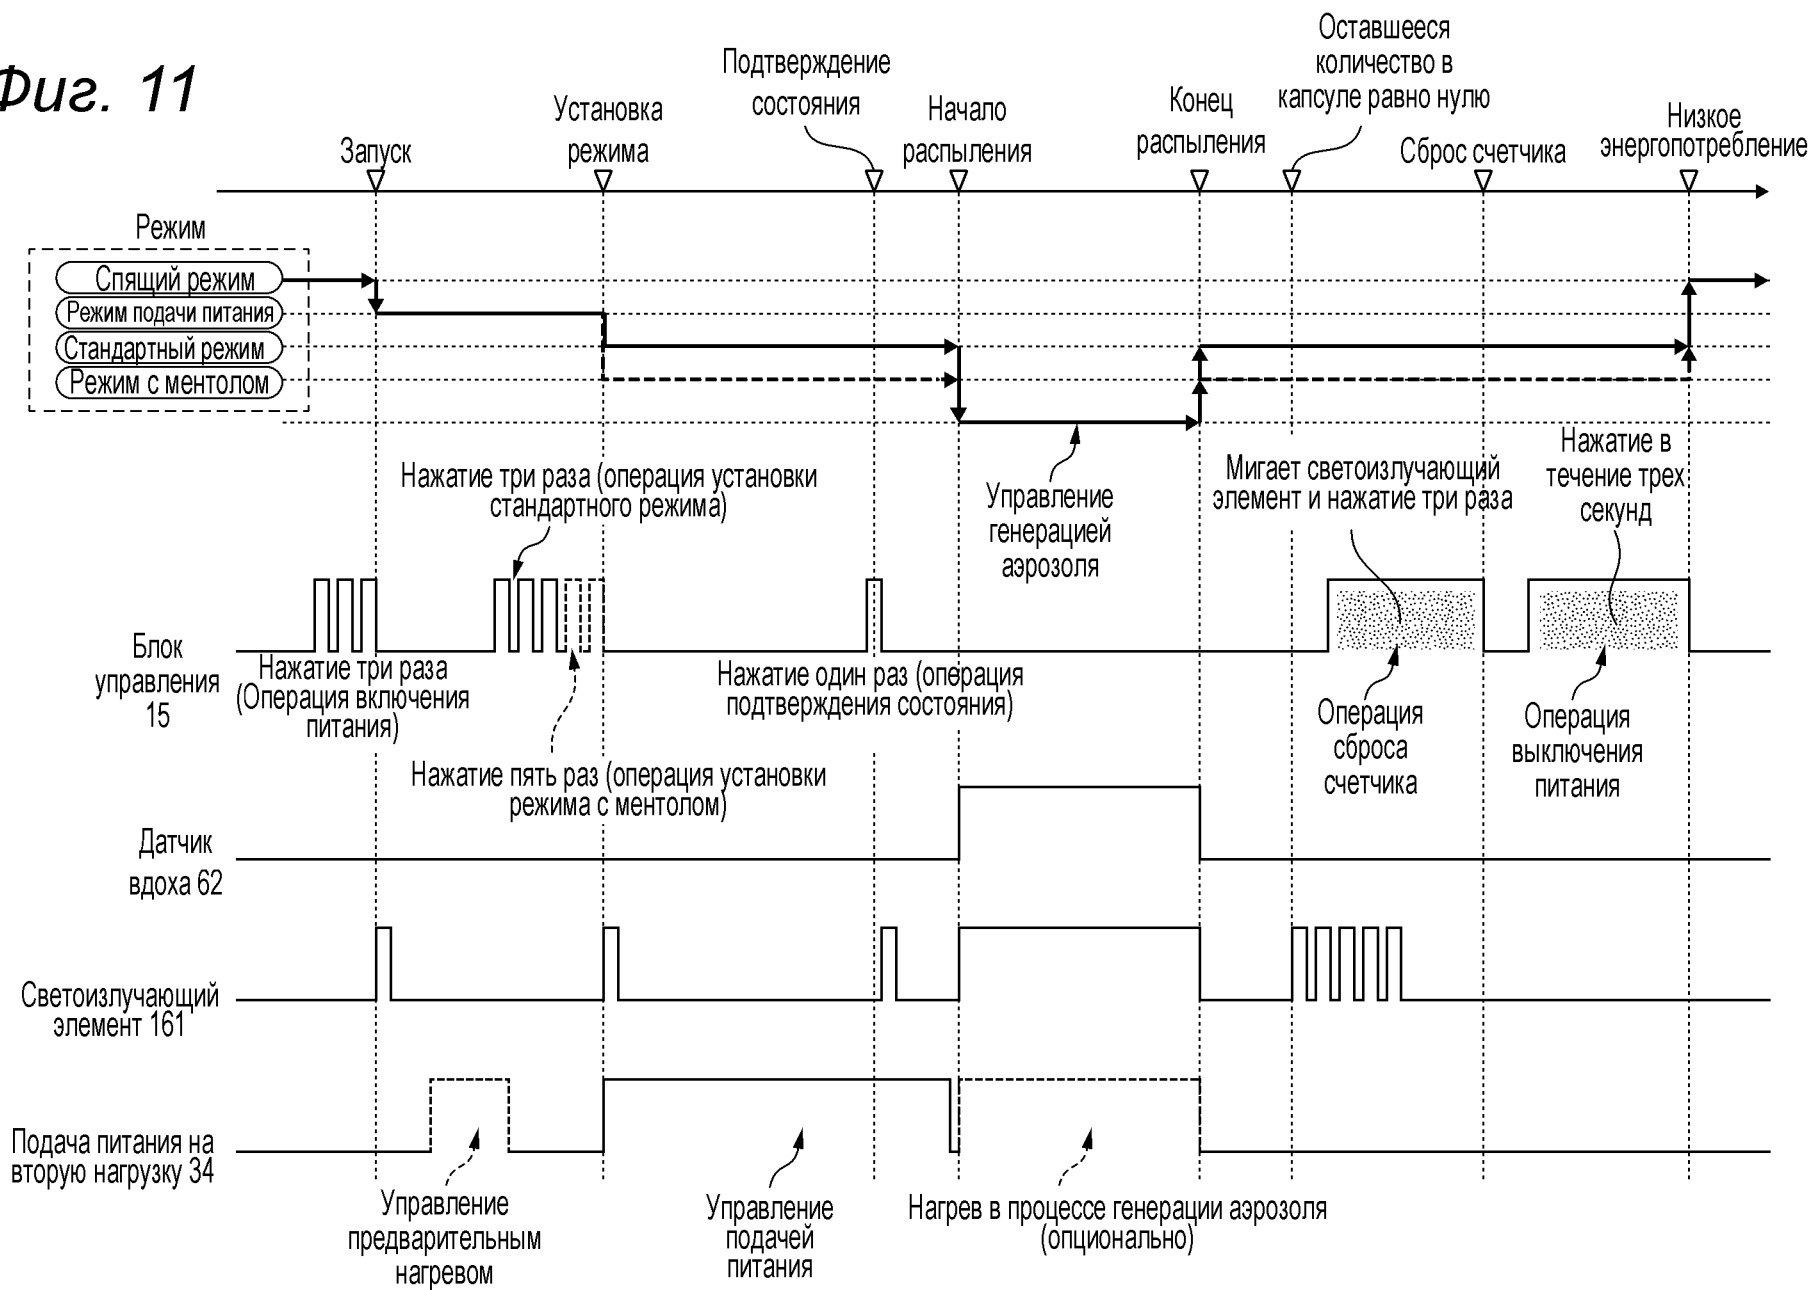 Фиг. 11
Запуск
Установка
режима
Подтверждение
состояния
Начало
распыления
Конец
распыления
Оставшееся
количество в
капсуле равно нулю
Сброс счетчика
Низкое
энергопотребление
Режим
Спящий режим
Режим подачи питания
Стандартный режим
Режим с ментолом
Нажатие три раза (операция установки
стандартного режима)
Управление
генерацией
аэрозоля
Мигает светоизлучающий
элемент и нажатие три раза
Нажатие в
течение трех
секунд
Блок
управления
15
Нажатие три раза
(Операция включения
питания)
Нажатие один раз (операция
подтверждения состояния)
Операция
сброса
счетчика
Операция
выключения
питания
Нажатие пять раз (операция установки
режима с ментолом)
Датчик
вдоха 62
Светоизлучающий
элемент 161
Подача питания на
вторую нагрузку 34
Управление
предварительным
нагревом
Управление
подачей
питания
Нагрев в процессе генерации аэрозоля
(опционально)